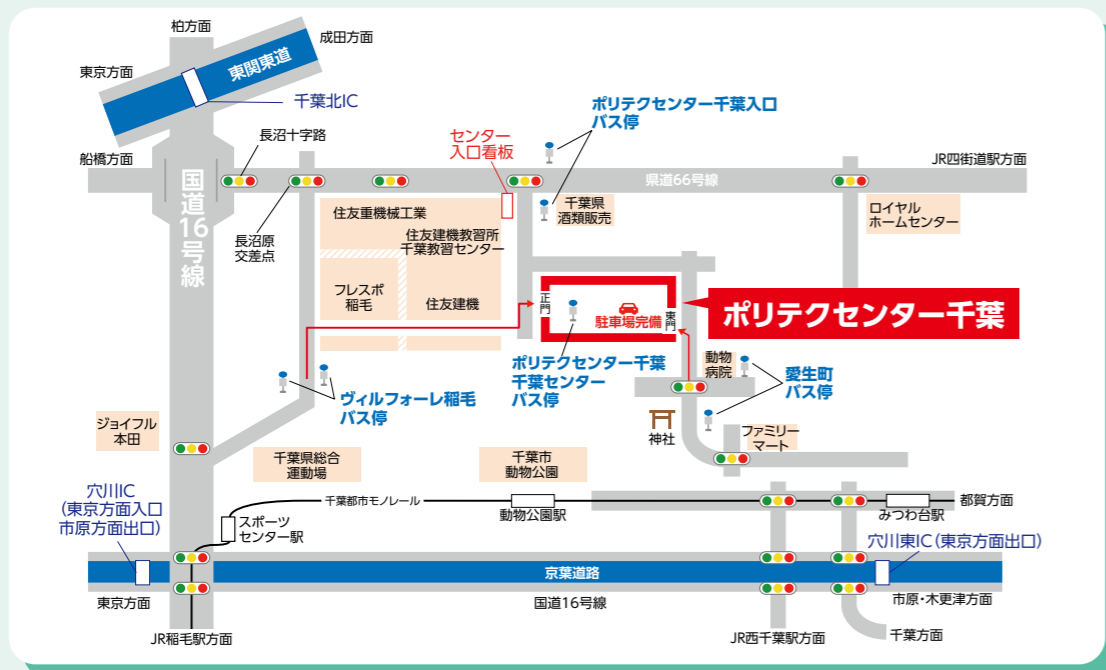 柏方面
成田方面
東京方面
東関東道
千葉北IC
ポリテクセンター千葉入口
バス停
長沼十字路
センター
入口看板
船橋方面
JR四街道駅方面
県道66号線
国道16号線
住友重機械工業
千葉県
酒類販売
ロイヤル
ホームセンター
長沼原
交差点
住友建機教習所
千葉教習センター
フレスポ
稲毛
住友建機
正門
駐車場完備
東門
ポリテクセンター千葉
ポリテクセンター千葉
千葉センター
バス停
動物
病院
愛生町
バス停
ヴィルフォーレ稲毛
バス停
ジョイフル
本田
神社
ファミリー
マート
千葉県総合
運動場
千葉市
動物公園
穴川IC
(東京方面入口
市原方面出口)
千葉都市モノレール
動物公園駅
都賀方面
みつわ台駅
スポーツ
センター駅
穴川東IC(東京方面出口)
京葉道路
東京方面
国道16号線
市原・木更津方面
JR稲毛駅方面
JR西千葉駅方面
千葉方面